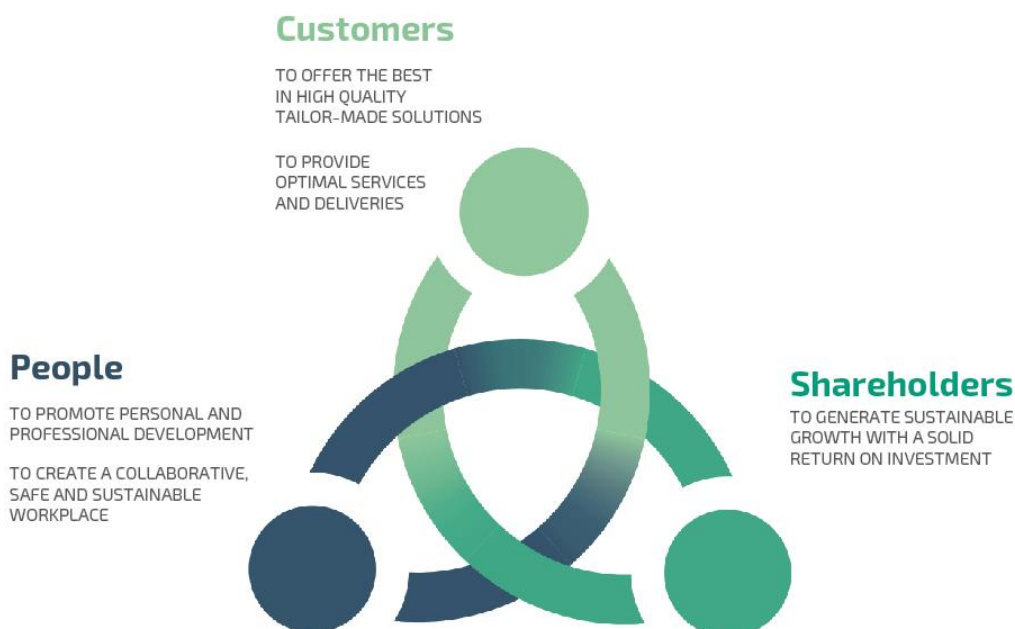 Customers
TO OFFER THE BEST
IN HIGH QUALITY
TAILOR-MADE SOLUTIONS
TO PROVIDE
OPTIMAL SERVICES
AND DELIVERIES
People
TO PROMOTE PERSONAL AND
PROFESSIONAL DEVELOPMENT
TO CREATE A COLLABORATIVE,
SAFE AND SUSTAINABLE
WORKPLACE
Shareholders
TO GENERATE SUSTAINABLE
GROWTH WITH A SOLID
RETURN ON INVESTMENT